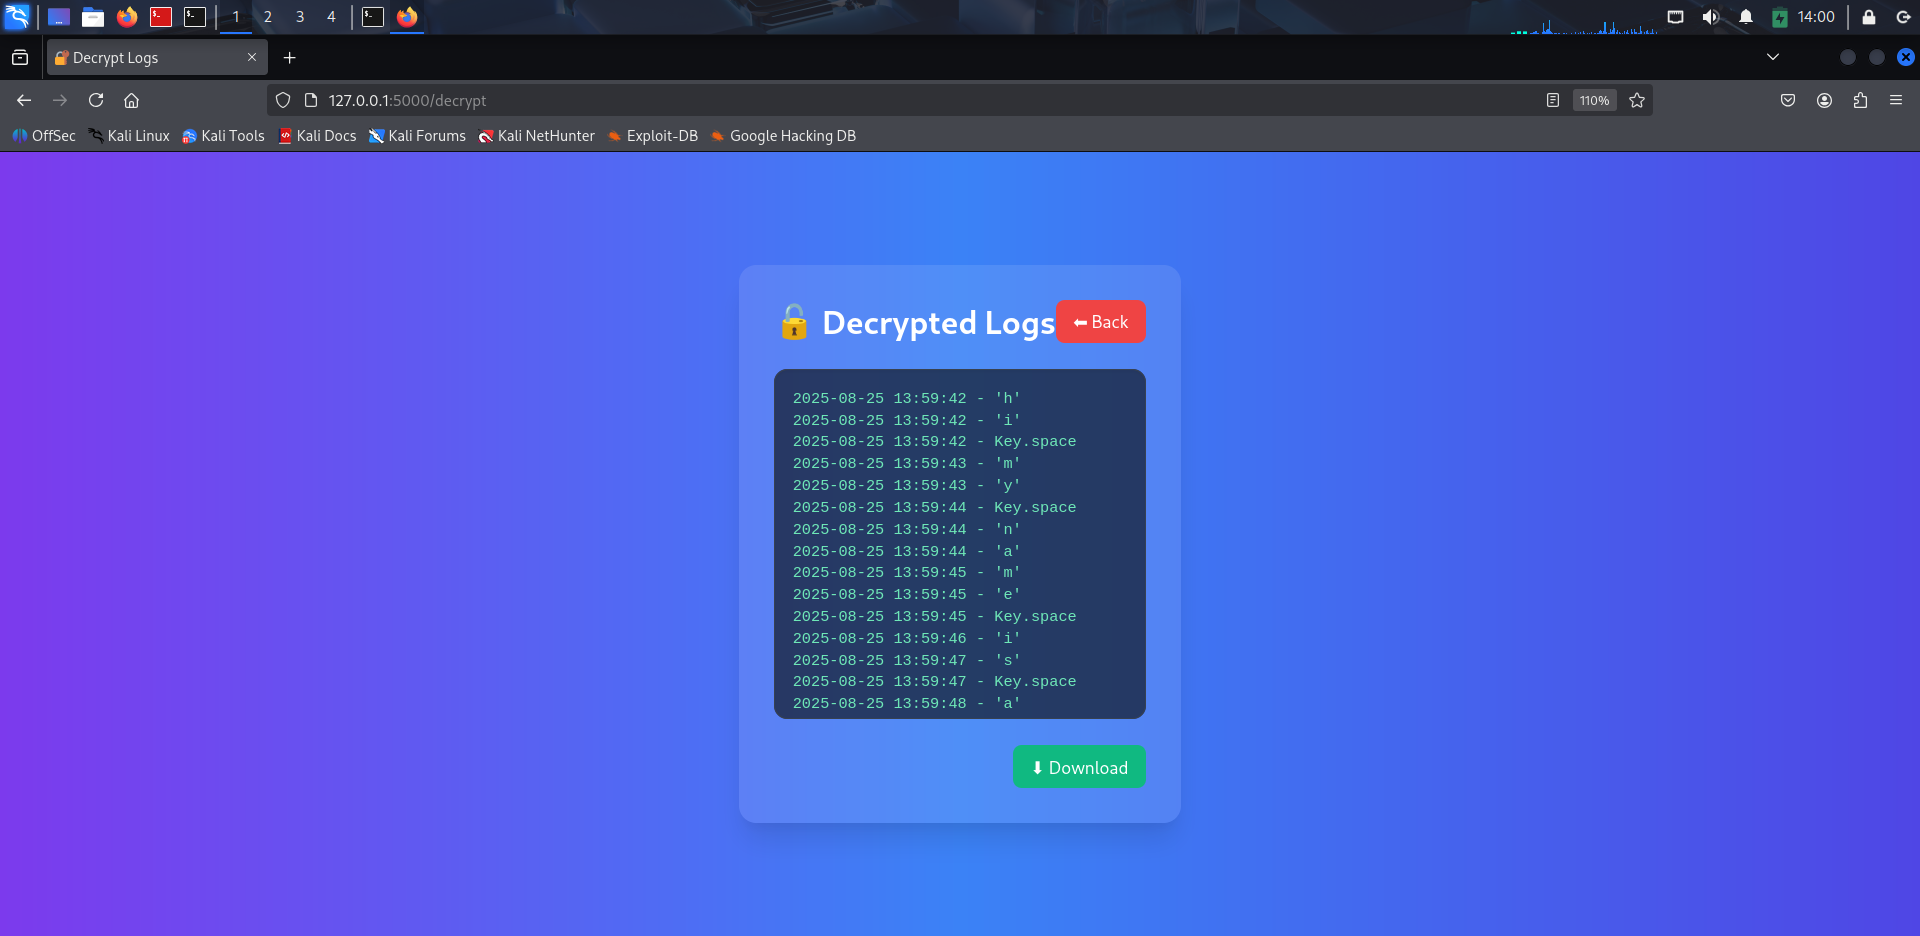 1 2 3 4 14:00
Decrypt Logs
127.0.0.1:5000/decrypt 110%
OffSec Kali Linux Kali Tools Kali Docs Kali Forums Kali NetHunter Exploit-DB Google Hacking DB
Decrypted Logs ⬅ Back
2025-08-25 13:59:42 - 'h'
2025-08-25 13:59:42 - 'i'
2025-08-25 13:59:42 - Key.space
2025-08-25 13:59:43 - 'm'
2025-08-25 13:59:43 - 'y'
2025-08-25 13:59:44 - Key.space
2025-08-25 13:59:44 - 'n'
2025-08-25 13:59:44 - 'a'
2025-08-25 13:59:45 - 'm'
2025-08-25 13:59:45 - 'e'
2025-08-25 13:59:45 - Key.space
2025-08-25 13:59:46 - 'i'
2025-08-25 13:59:47 - 's'
2025-08-25 13:59:47 - Key.space
2025-08-25 13:59:48 - 'a'
⬇ Download